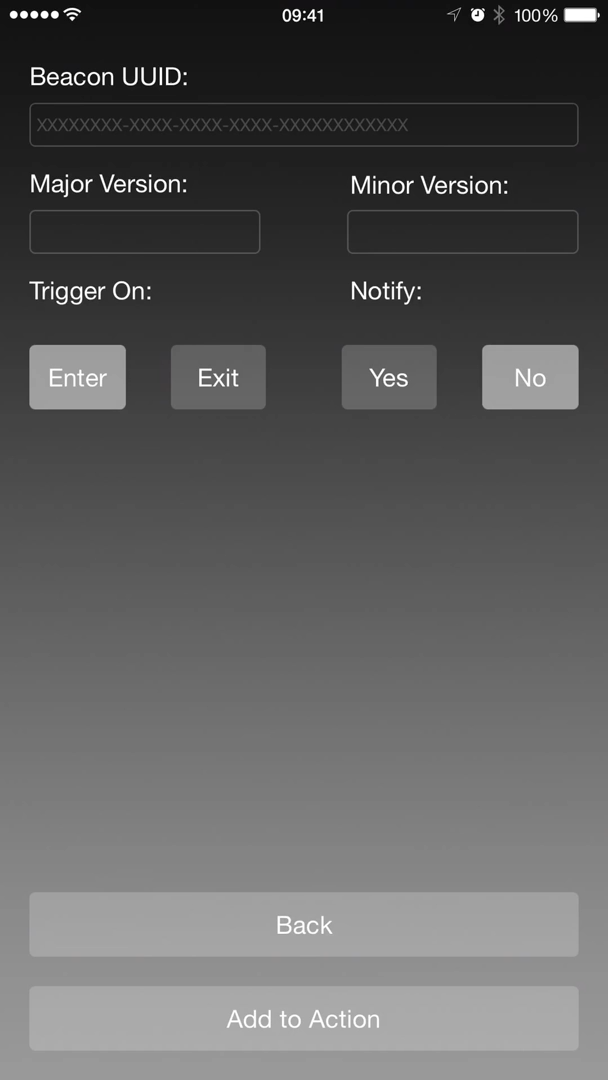 09:41 100%
Beacon UUID:
XXXXXXXX-XXXX-XXXX-XXXX-XXXXXXXXXXXX
Major Version: Minor Version:
Trigger On: Notify:
Enter Exit Yes No
Back
Add to Action